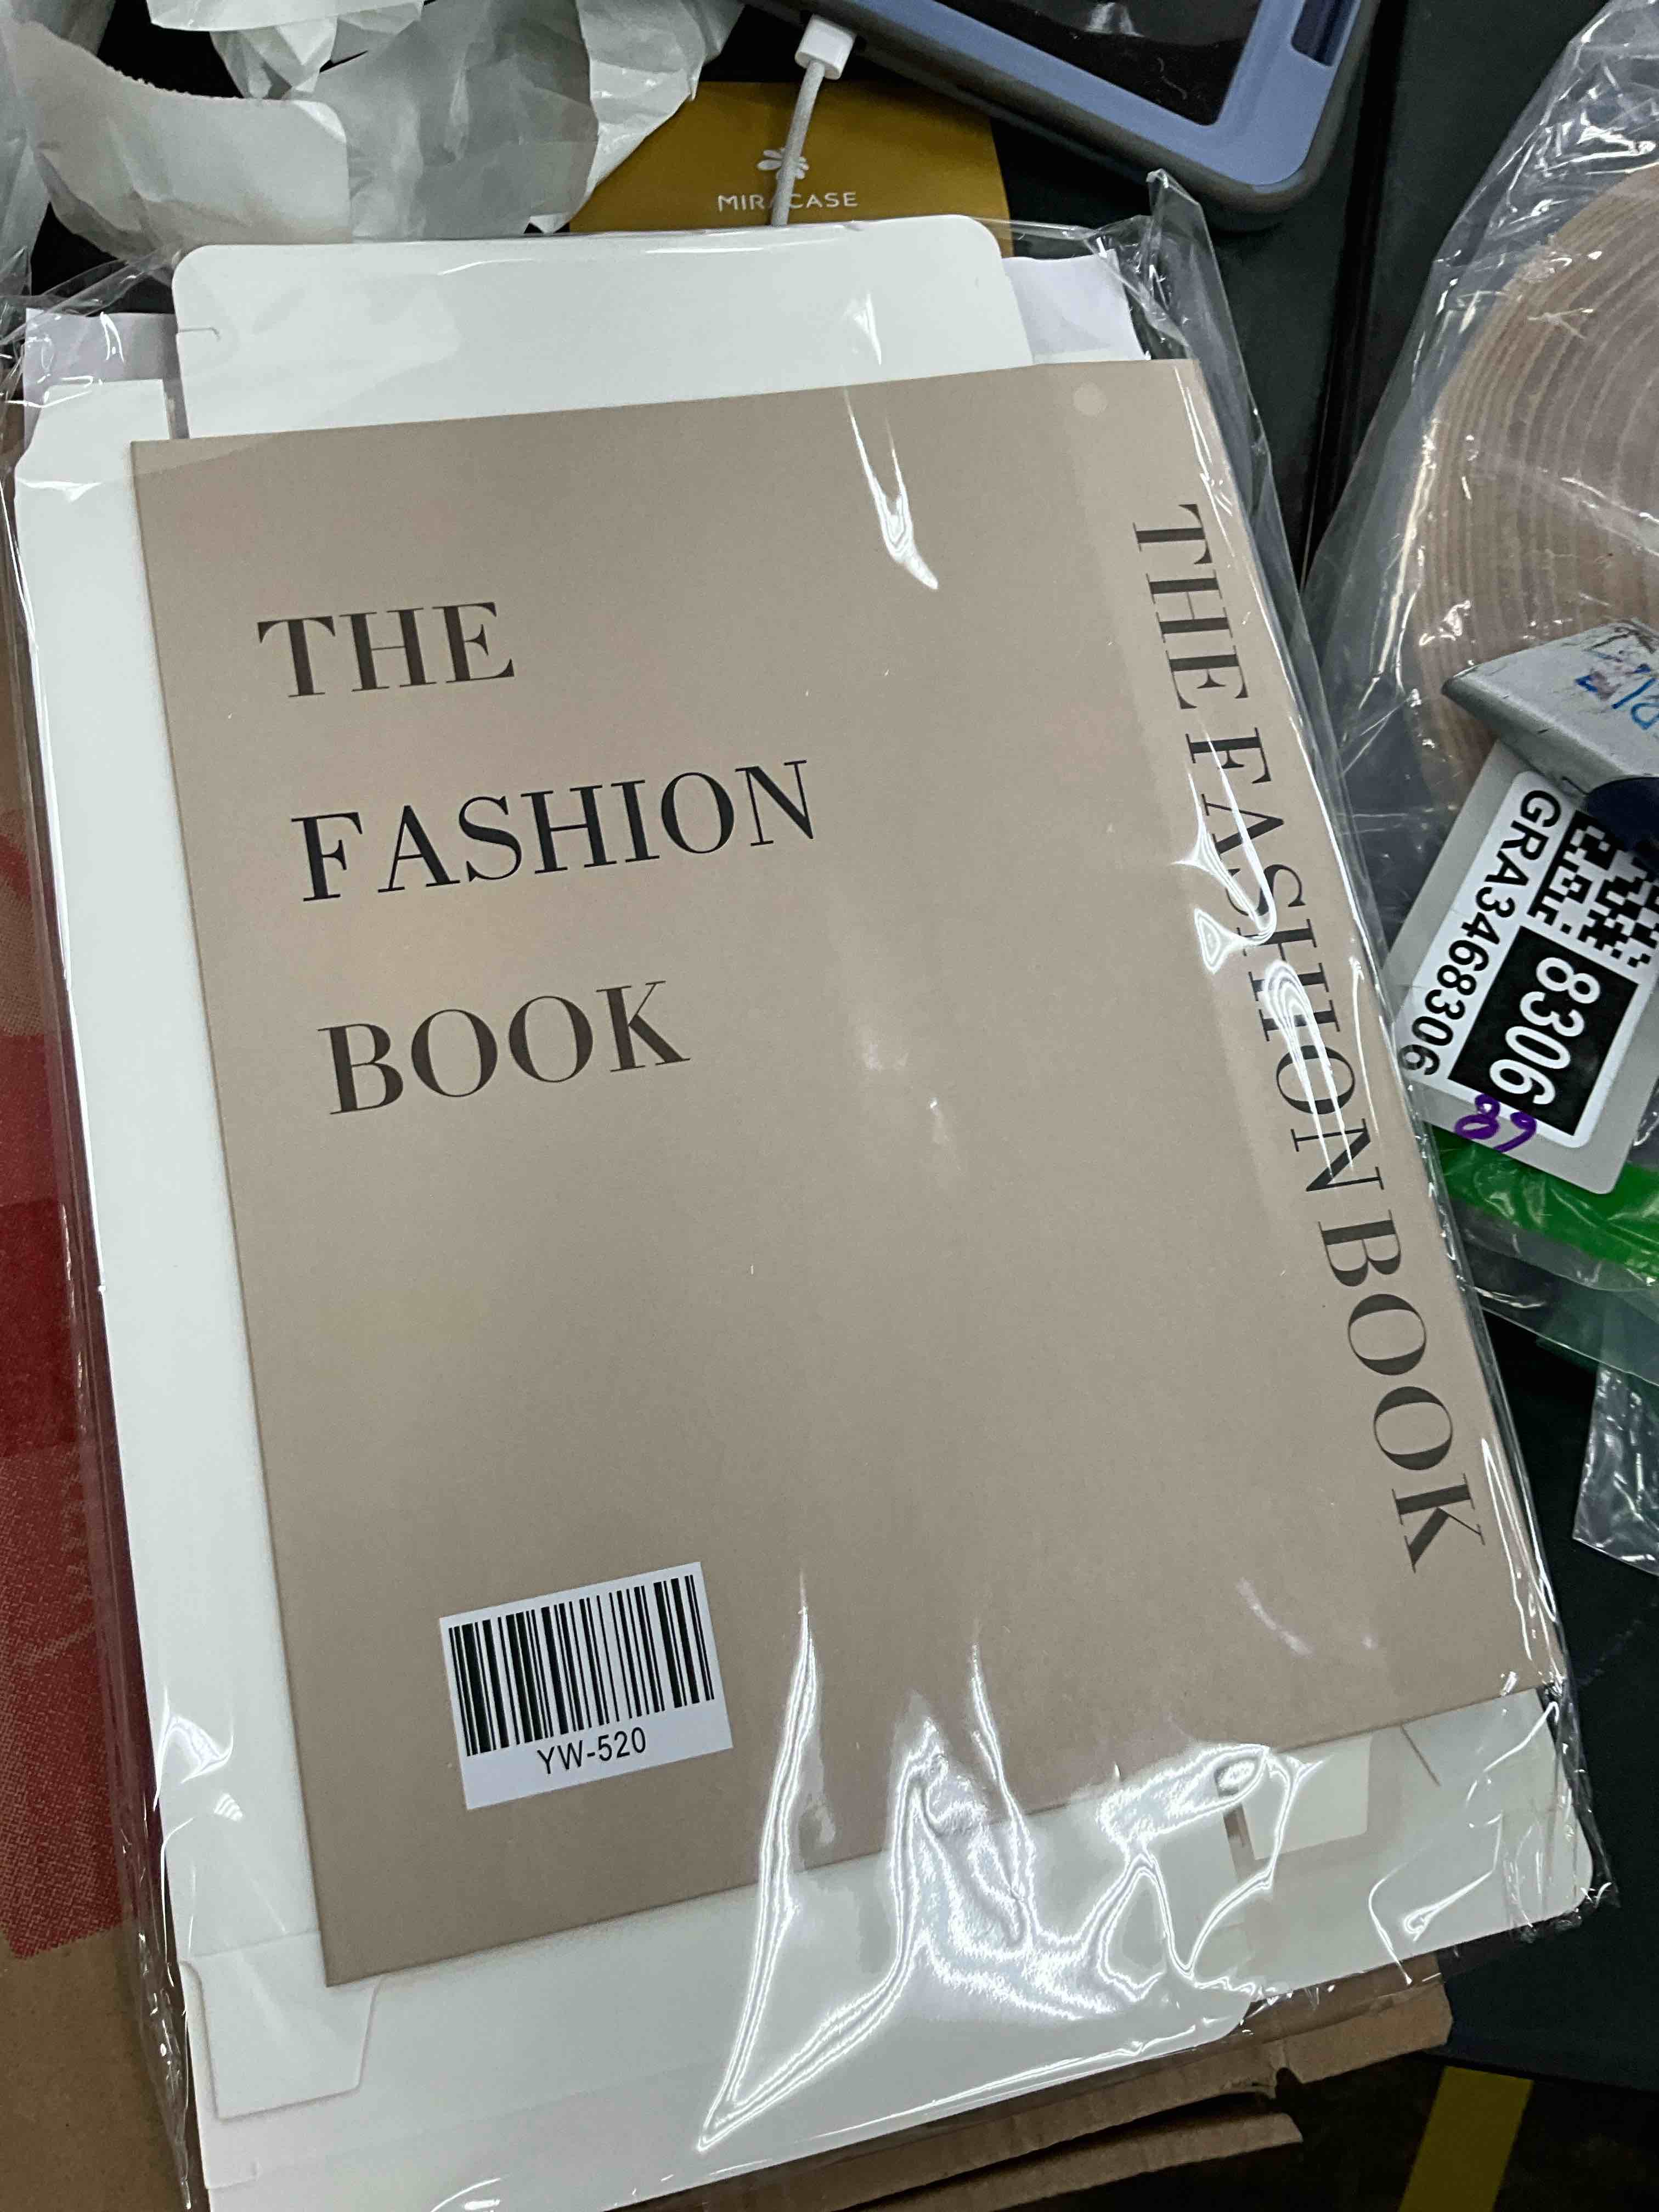 MIRACASE
THE
FASHION
BOOK
THE FASHION BOOK
YW-520
GRA3468306
8306